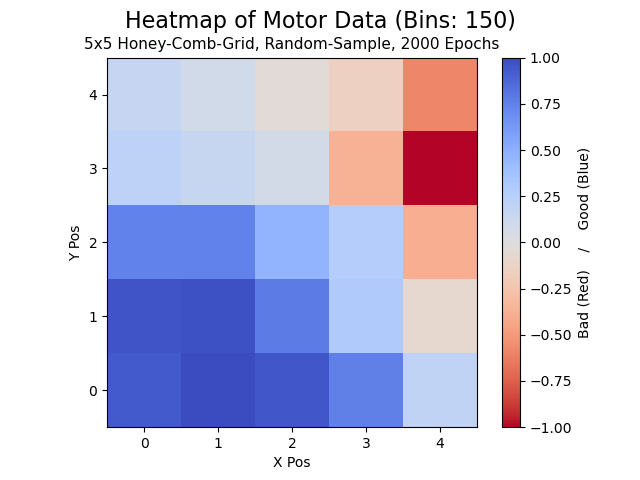 Heatmap of Motor Data (Bins: 150)
5x5 Honey-Comb-Grid, Random-Sample, 2000 Epochs
4
3
2
1
0
Y Pos
0 1 2 3 4
X Pos
1.00
0.75
0.50
0.25
0.00
−0.25
−0.50
−0.75
−1.00
Bad (Red) / Good (Blue)